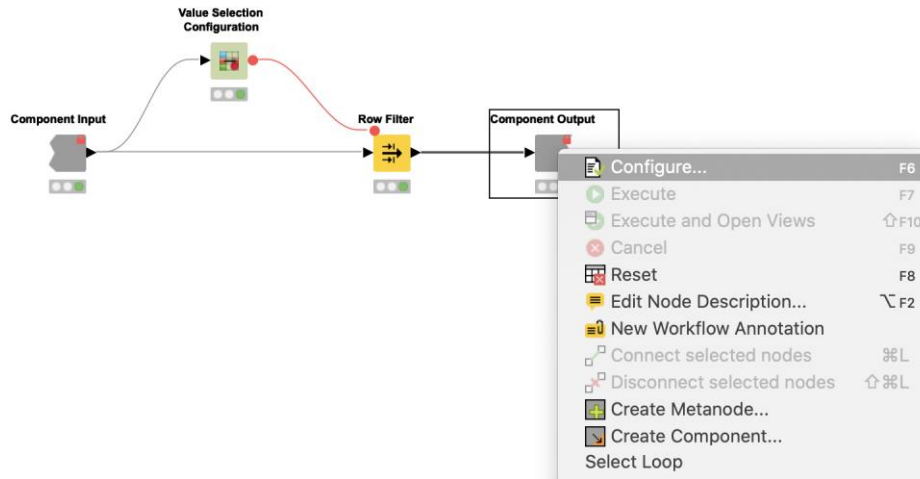 Value Selection
Configuration
Component Input
Row Filter
Component Output
Configure... F6
Execute F7
Execute and Open Views ⇧F10
Cancel F9
Reset F8
Edit Node Description... ⌥F2
New Workflow Annotation
Connect selected nodes ⌘L
Disconnect selected nodes ⇧⌘L
Create Metanode...
Create Component...
Select Loop